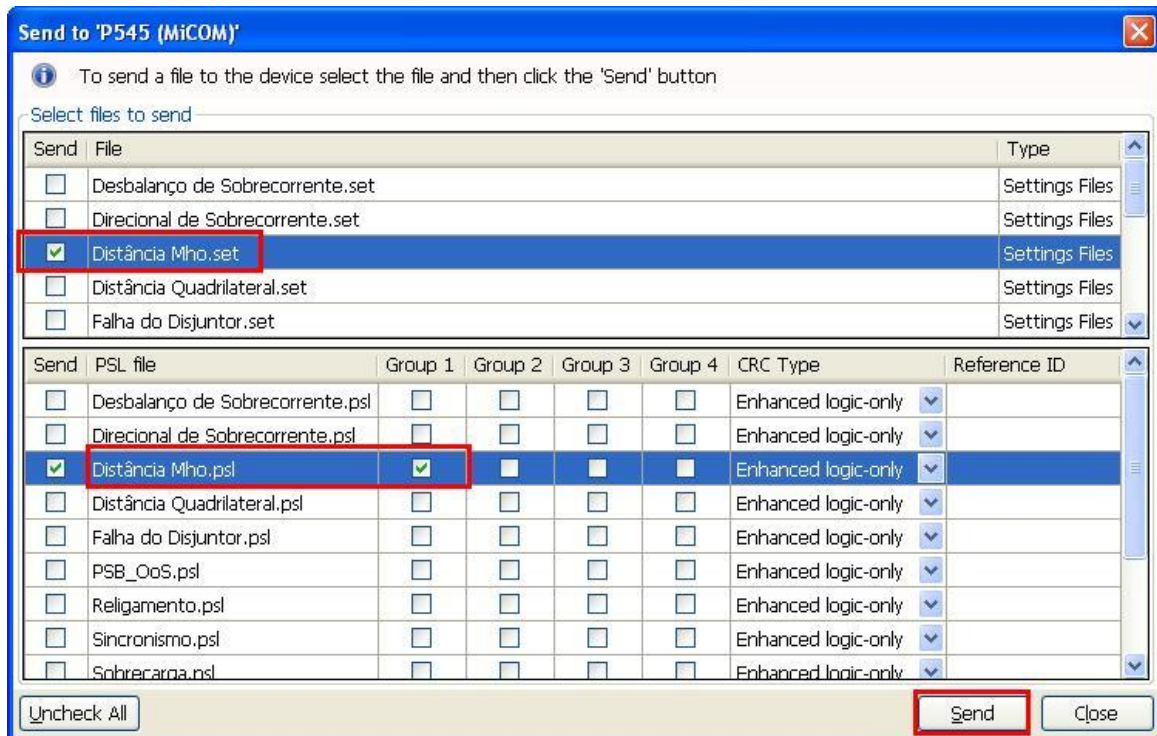 Send to 'P545 (MiCOM)'
To send a file to the device select the file and then click the 'Send' button
Select files to send
Send File Type
Desbalanço de Sobrecorrente.set Settings Files
Direcional de Sobrecorrente.set Settings Files
Distância Mho.set Settings Files
Distância Quadrilateral.set Settings Files
Falha do Disjuntor.set Settings Files
Send PSL file Group 1 Group 2 Group 3 Group 4 CRC Type Reference ID
Desbalanço de Sobrecorrente.psl Enhanced logic-only
Direcional de Sobrecorrente.psl Enhanced logic-only
Distância Mho.psl Enhanced logic-only
Distância Quadrilateral.psl Enhanced logic-only
Falha do Disjuntor.psl Enhanced logic-only
PSB_OoS.psl Enhanced logic-only
Religamento.psl Enhanced logic-only
Sincronismo.psl Enhanced logic-only
Sobrecarga.psl Enhanced logic-only
Uncheck All Send Close